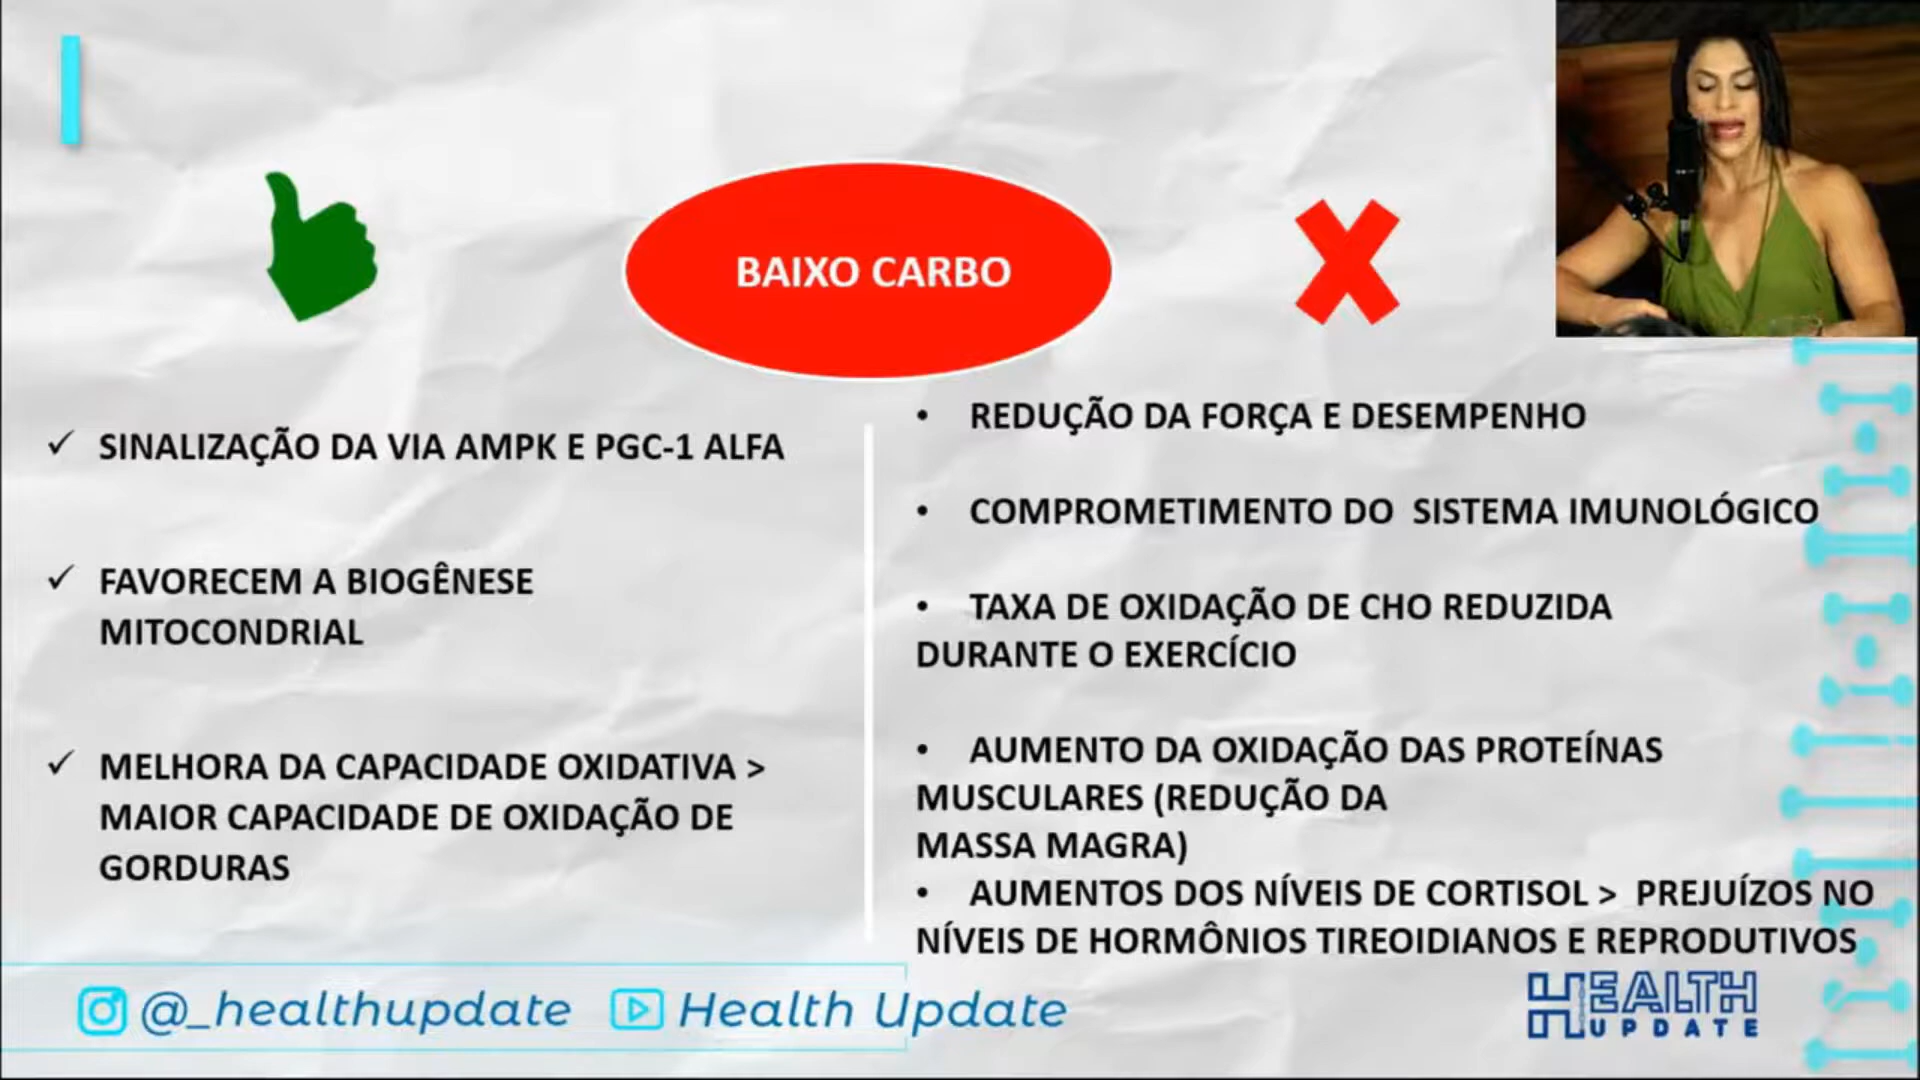 BAIXO CARBO
✓ SINALIZAÇÃO DA VIA AMPK E PGC-1 ALFA
✓ FAVORECEM A BIOGÊNESE
MITOCONDRIAL
✓ MELHORA DA CAPACIDADE OXIDATIVA >
MAIOR CAPACIDADE DE OXIDAÇÃO DE
GORDURAS
• REDUÇÃO DA FORÇA E DESEMPENHO
• COMPROMETIMENTO DO SISTEMA IMUNOLÓGICO
• TAXA DE OXIDAÇÃO DE CHO REDUZIDA
DURANTE O EXERCÍCIO
• AUMENTO DA OXIDAÇÃO DAS PROTEÍNAS
MUSCULARES (REDUÇÃO DA
MASSA MAGRA)
• AUMENTOS DOS NÍVEIS DE CORTISOL > PREJUÍZOS NO
NÍVEIS DE HORMÔNIOS TIREOIDIANOS E REPRODUTIVOS
@_healthupdate Health Update
HEALTH
UPDATE